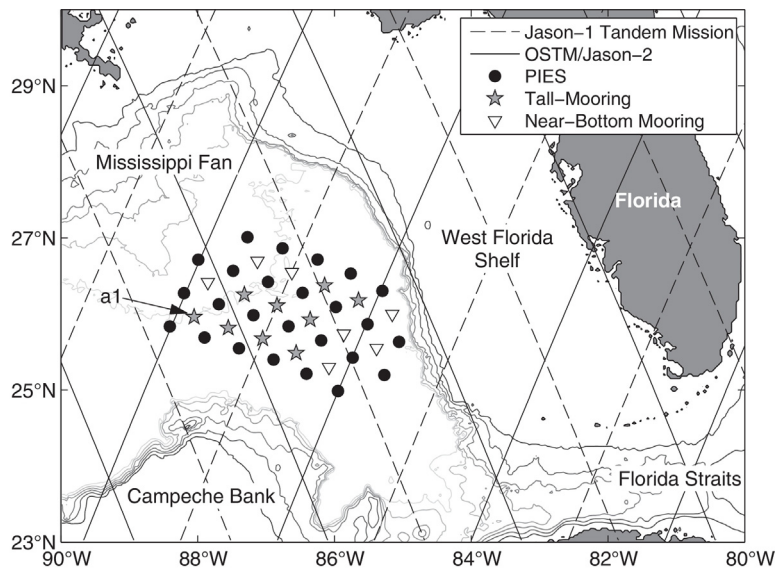 Jason−1 Tandem Mission
OSTM/Jason−2
PIES
Tall−Mooring
Near−Bottom Mooring
29°N
Mississippi Fan
Florida
27°N
West Florida
Shelf
a1
25°N
Florida Straits
Campeche Bank
23°N
90°W
88°W
86°W
84°W
82°W
80°W